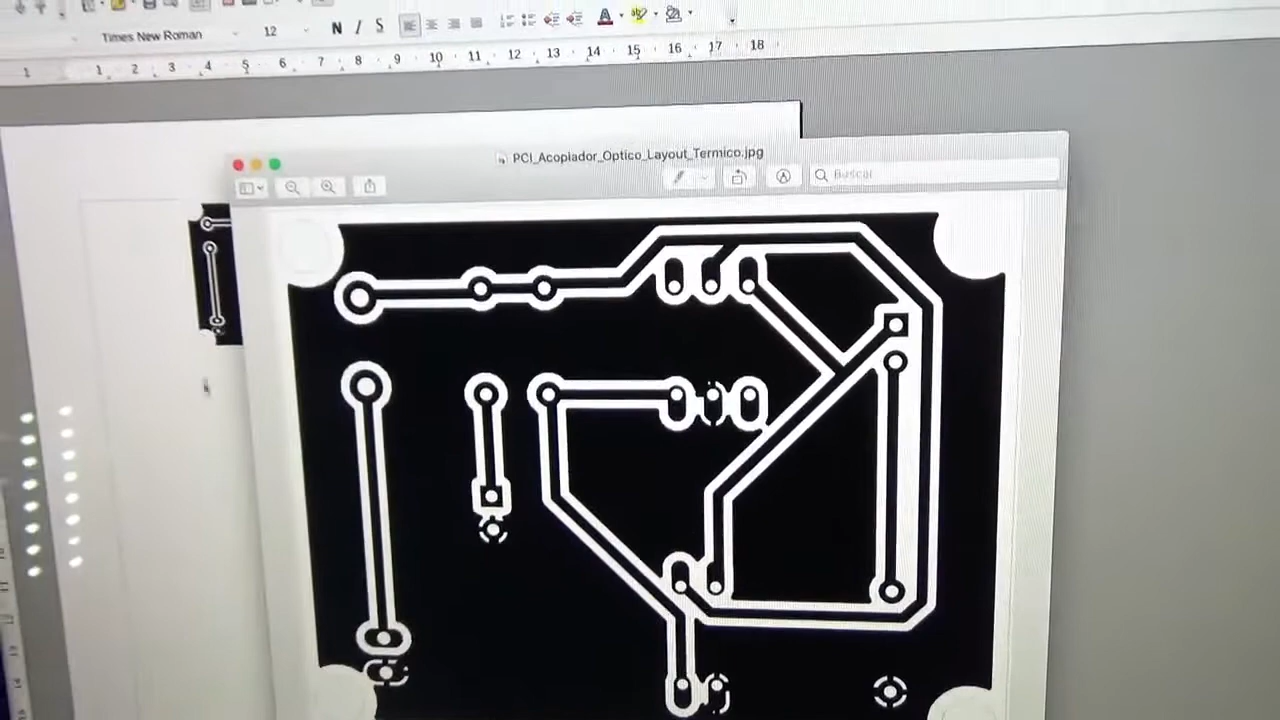 Times New Roman 12 N I S
1 1 2 3 4 5 6 7 8 9 10 11 12 13 14 15 16 17 18
PCI_Acoplador_Optico_Layout_Termico.jpg
Buscar